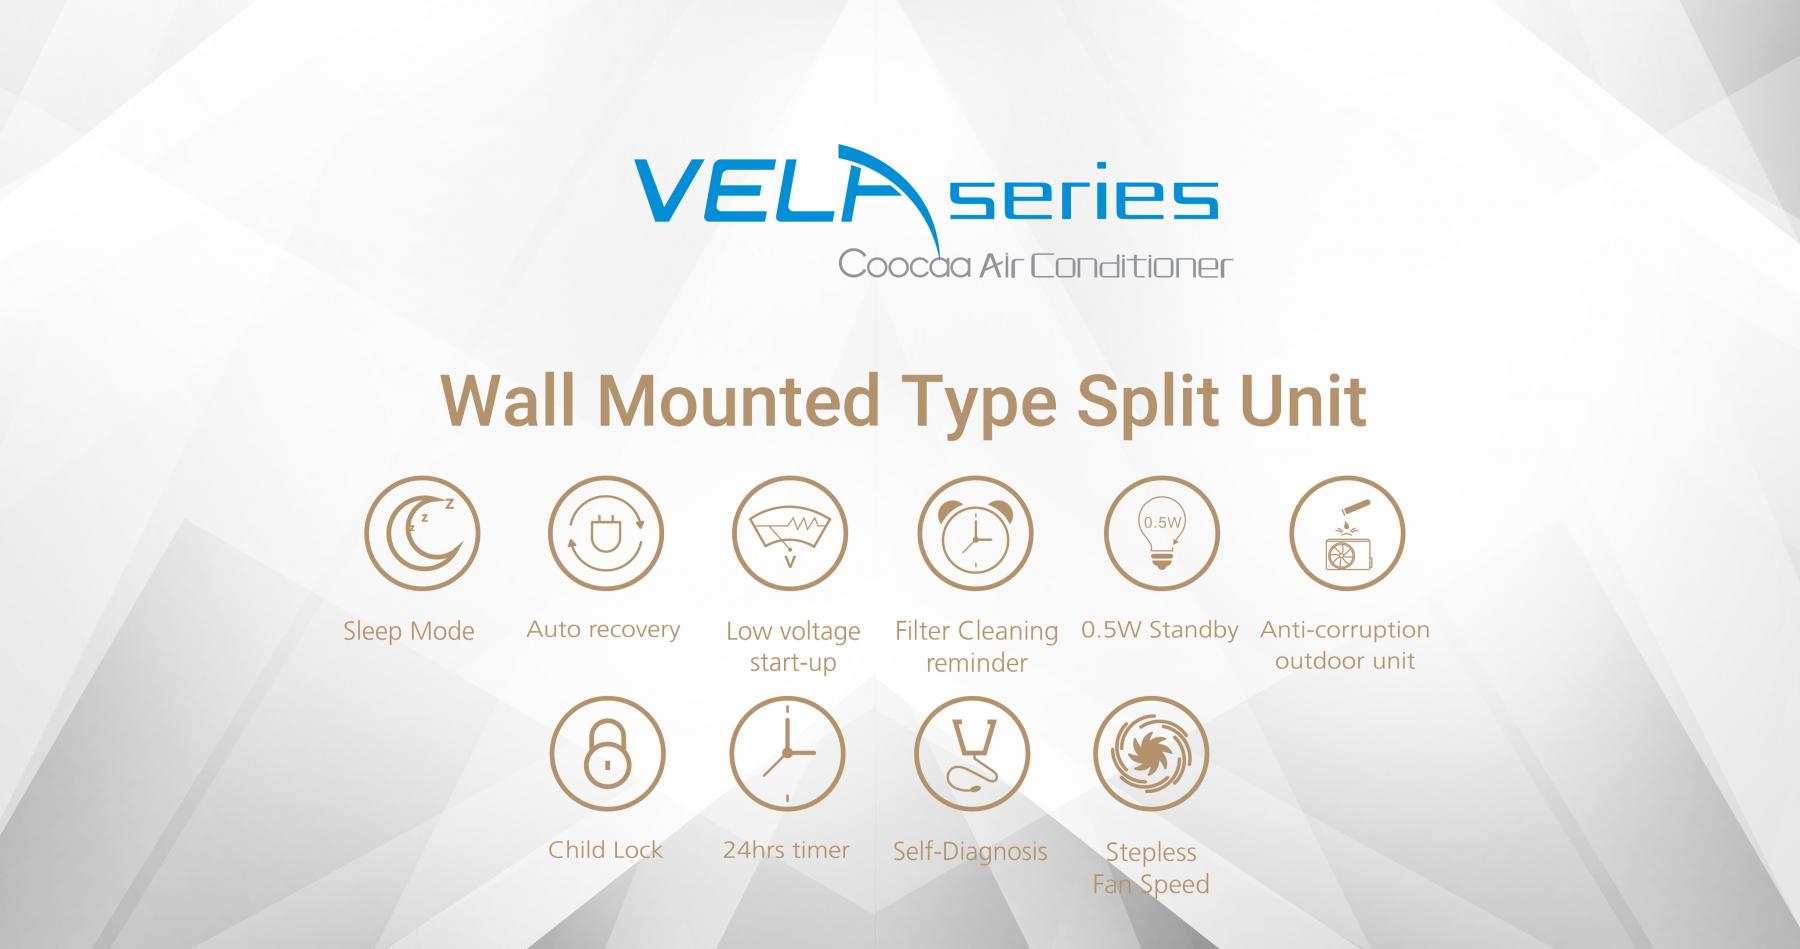 VELA series
Coocaa Air Conditioner
Wall Mounted Type Split Unit
z
z
z
V
0.5W
Sleep Mode
Auto recovery
Low voltage
start-up
Filter Cleaning
reminder
0.5W Standby
Anti-corruption
outdoor unit
Child Lock
24hrs timer
Self-Diagnosis
Stepless
Fan Speed